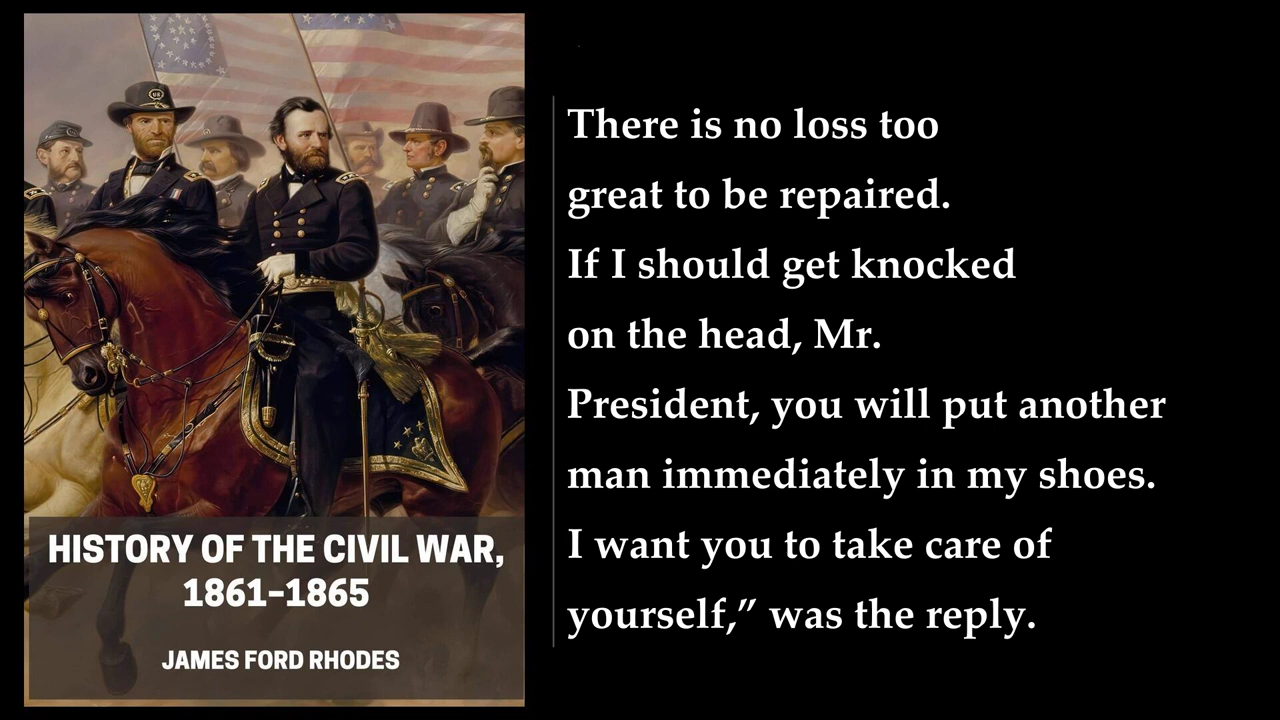 HISTORY OF THE CIVIL WAR,
1861–1865
JAMES FORD RHODES
There is no loss too
great to be repaired.
If I should get knocked
on the head, Mr.
President, you will put another
man immediately in my shoes.
I want you to take care of
yourself,” was the reply.